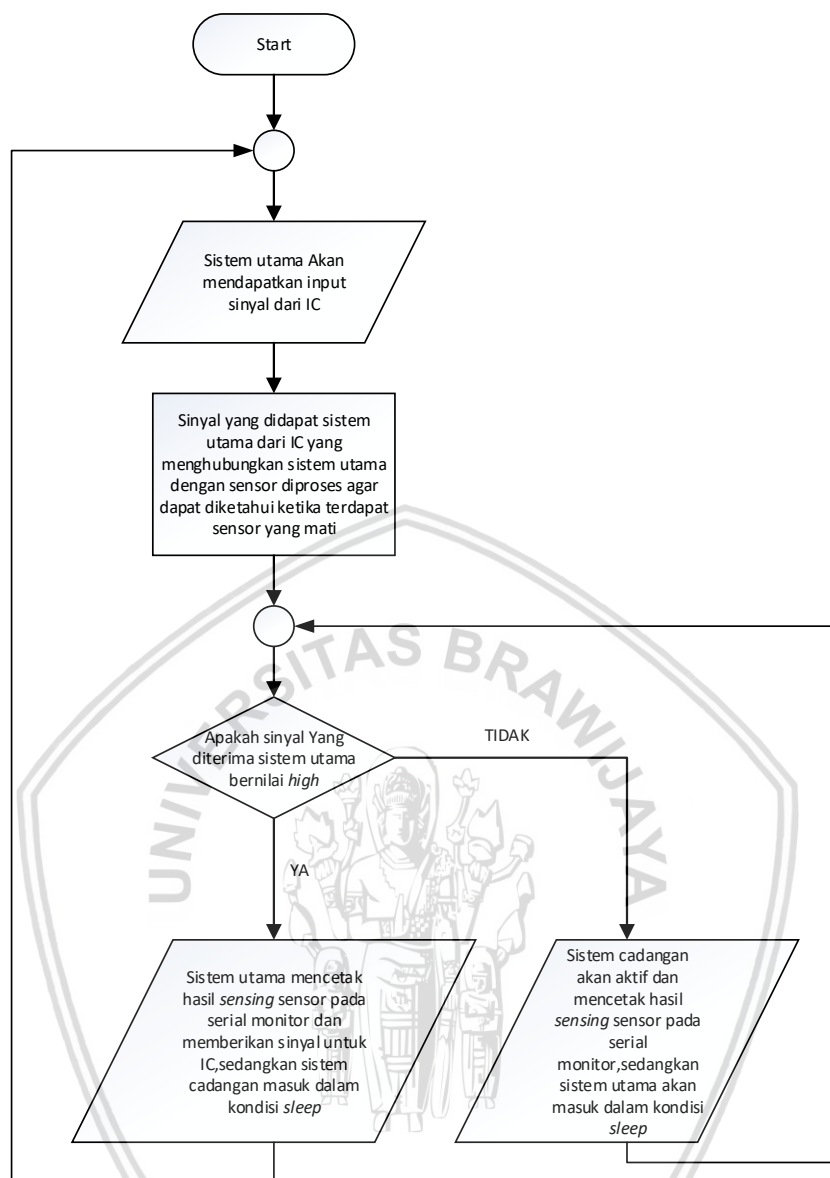 Start
Sistem utama Akan
mendapatkan input
sinyal dari IC
Sinyal yang didapat sistem
utama dari IC yang
menghubungkan sistem utama
dengan sensor diproses agar
dapat diketahui ketika terdapat
sensor yang mati
UNIVERSITAS BRAWIJAYA
Apakah sinyal Yang
diterima sistem utama
bernilai high
TIDAK
YA
Sistem utama mencetak
hasil sensing sensor pada
serial monitor dan
memberikan sinyal untuk
IC,sedangkan sistem
cadangan masuk dalam
kondisi sleep
Sistem cadangan
akan aktif dan
mencetak hasil
sensing sensor pada
serial
monitor,sedangkan
sistem utama akan
masuk dalam kondisi
sleep